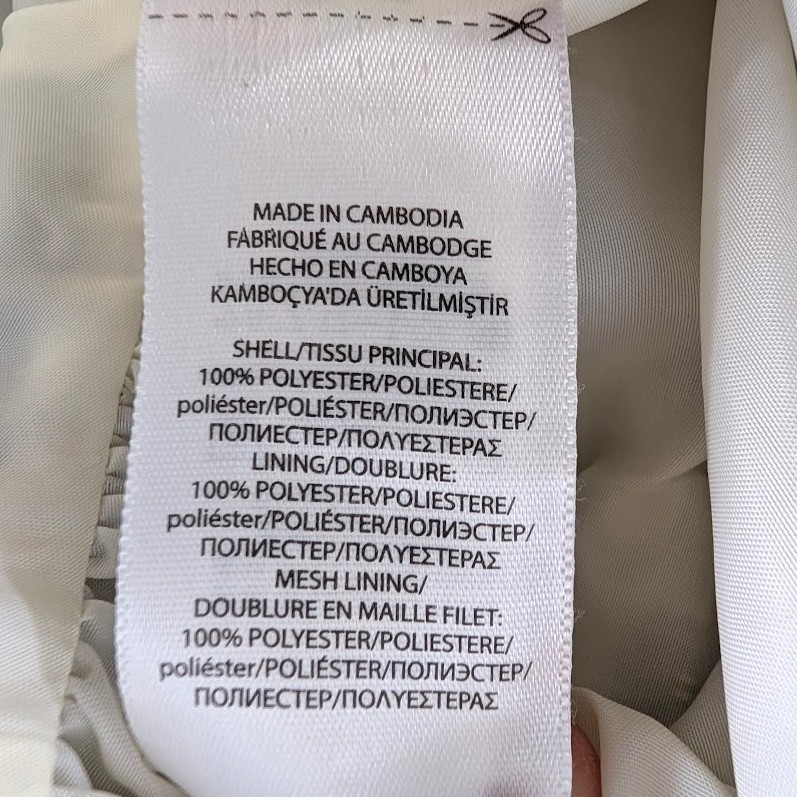 MADE IN CAMBODIA
FABRIQUÉ AU CAMBODGE
HECHO EN CAMBOYA
KAMBOÇYA'DA ÜRETİLMİŞTİR
SHELL/TISSU PRINCIPAL:
100% POLYESTER/POLIESTERE/
poliéster/POLIÉSTER/ПОЛИЭСТЕР/
ПОЛИЕСТЕР/ΠΟΛΥΕΣΤΕΡΑΣ
LINING/DOUBLURE:
100% POLYESTER/POLIESTERE/
poliéster/POLIÉSTER/ПОЛИЭСТЕР/
ПОЛИЕСТЕР/ΠΟΛΥΕΣΤΕΡΑΣ
MESH LINING/
DOUBLURE EN MAILLE FILET:
100% POLYESTER/POLIESTERE/
poliéster/POLIÉSTER/ПОЛИЭСТЕР/
ПОЛИЕСТЕР/ΠΟΛΥΕΣΤΕΡΑΣ